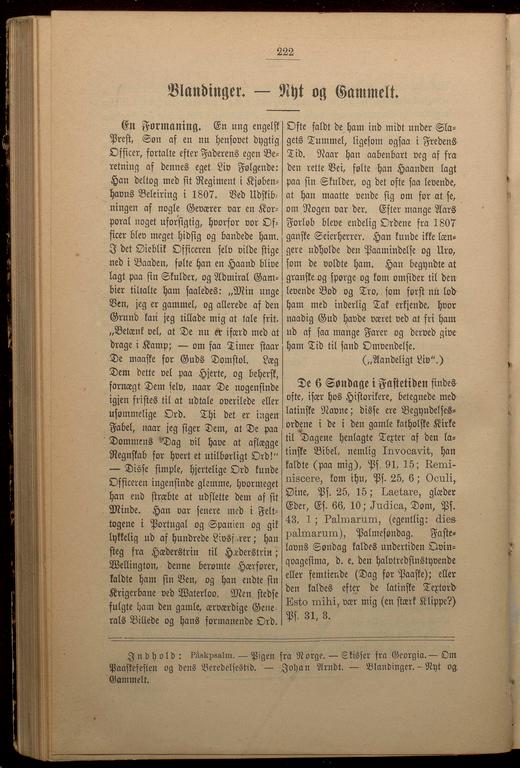 222
Blandinger. — Nyt og Gammelt.
En Formaning. En ung engelsk
Prest, Søn af en nu hensovet dygtig
Officer, fortalte efter Faderens egen Be-
retning af dennes eget Liv Følgende:
Han deltog med sit Regiment i Kjøben-
havns Beleiring i 1807. Ved Udskib-
ningen af nogle Geværer var en Kor-
poral noget uforsigtig, hvorfor vor Of-
ficer blev meget hidsig og bandede ham.
I det Øieblik Officeren selv vilde stige
ned i Baaden, følte han en Haand blive
lagt paa sin Skulder, og Admiral Gam-
bier tiltalte ham saaledes: „Min unge
Ven, jeg er gammel, og allerede af den
Grund kan jeg tillade mig at tale frit.
„Betænk vel, at De nu er ifærd med at
drage i Kamp; — om faa Timer staar
De maaske for Guds Domstol. Læg
Dem dette vel paa Hjerte, og behersk,
fornægt Dem selv, naar De nogensinde
igjen fristes til at udtale overilede eller
usømmelige Ord. Thi det er ingen
Fabel, naar jeg siger Dem, at De paa
Dommens Dag vil have at aflægge
Regnskab for hvert et utilbørligt Ord!“
— Disse simple, hjertelige Ord kunde
Officeren ingensinde glemme, hvormeget
han end stræbte at udslette dem af sit
Minde. Han var senere med i Felt-
togene i Portugal og Spanien og gik
lykkelig ud af hundrede Livsfarer; han
steg fra Hæderstrin til Hæderstrin;
Wellington, denne berømte Hærfører,
kaldte ham sin Ven, og han endte sin
Krigerbane ved Waterloo. Men stedse
fulgte ham den gamle, ærværdige Gene-
rals Billede og hans formanende Ord.
Ofte faldt de ham ind midt under Sla-
gets Tummel, ligesom ogsaa i Fredens
Tid. Naar han aabenbart veg af fra
den rette Vei, følte han Haanden lagt
paa sin Skulder, og det ofte saa levende,
at han maatte vende sig om for at se,
om Nogen var der. Efter mange Aars
Forløb blev endelig Ordene fra 1807
ganske Seierherrer. Han kunde ikke læn-
gere udholde den Paamindelse og Uro,
som de voldte ham. Han begyndte at
granske og spørge og kom omsider til den
levende Bod og Tro, som først nu lod
ham med inderlig Tak erkjende, hvor
naadig Gud havde været ved at fri ham
ud af saa mange Farer og derved give
ham Tid til sand Omvendelse.
(„Aandeligt Liv“.)
De 6 Søndage i Fastetiden findes
ofte, især hos Historikere, betegnede med
latinske Navne; disse ere Begyndelses-
ordene i de i den gamle katholske Kirke
til Dagene henlagte Texter af den la-
tinske Bibel, nemlig Invocavit, han
kaldte (paa mig), Ps. 91, 15; Remi-
niscere, kom ihu, Ps. 25, 6; Oculi,
Øine, Ps. 25, 15; Laetare, glæder
Eder, Es. 66, 10; Judica, Døm, Ps.
43, 1; Palmarum, (egentlig: dies
palmarum), Palmesøndag. Faste-
lavns Søndag kaldes undertiden Qvin-
qvagesima, d. e. den halvtredsindstyvende
eller femtiende (Dag før Paaske); eller
den kaldes efter de latinske Textord
Esto mihi, vær mig (en stærk Klippe?)
Ps. 31, 3.
Indhold: Påskpsalm. — Pigen fra Norge. — Skisser fra Georgia. — Om
Paaskefesten og dens Beredelsestid. — Johan Arndt. — Blandinger. – Nyt og
Gammelt.